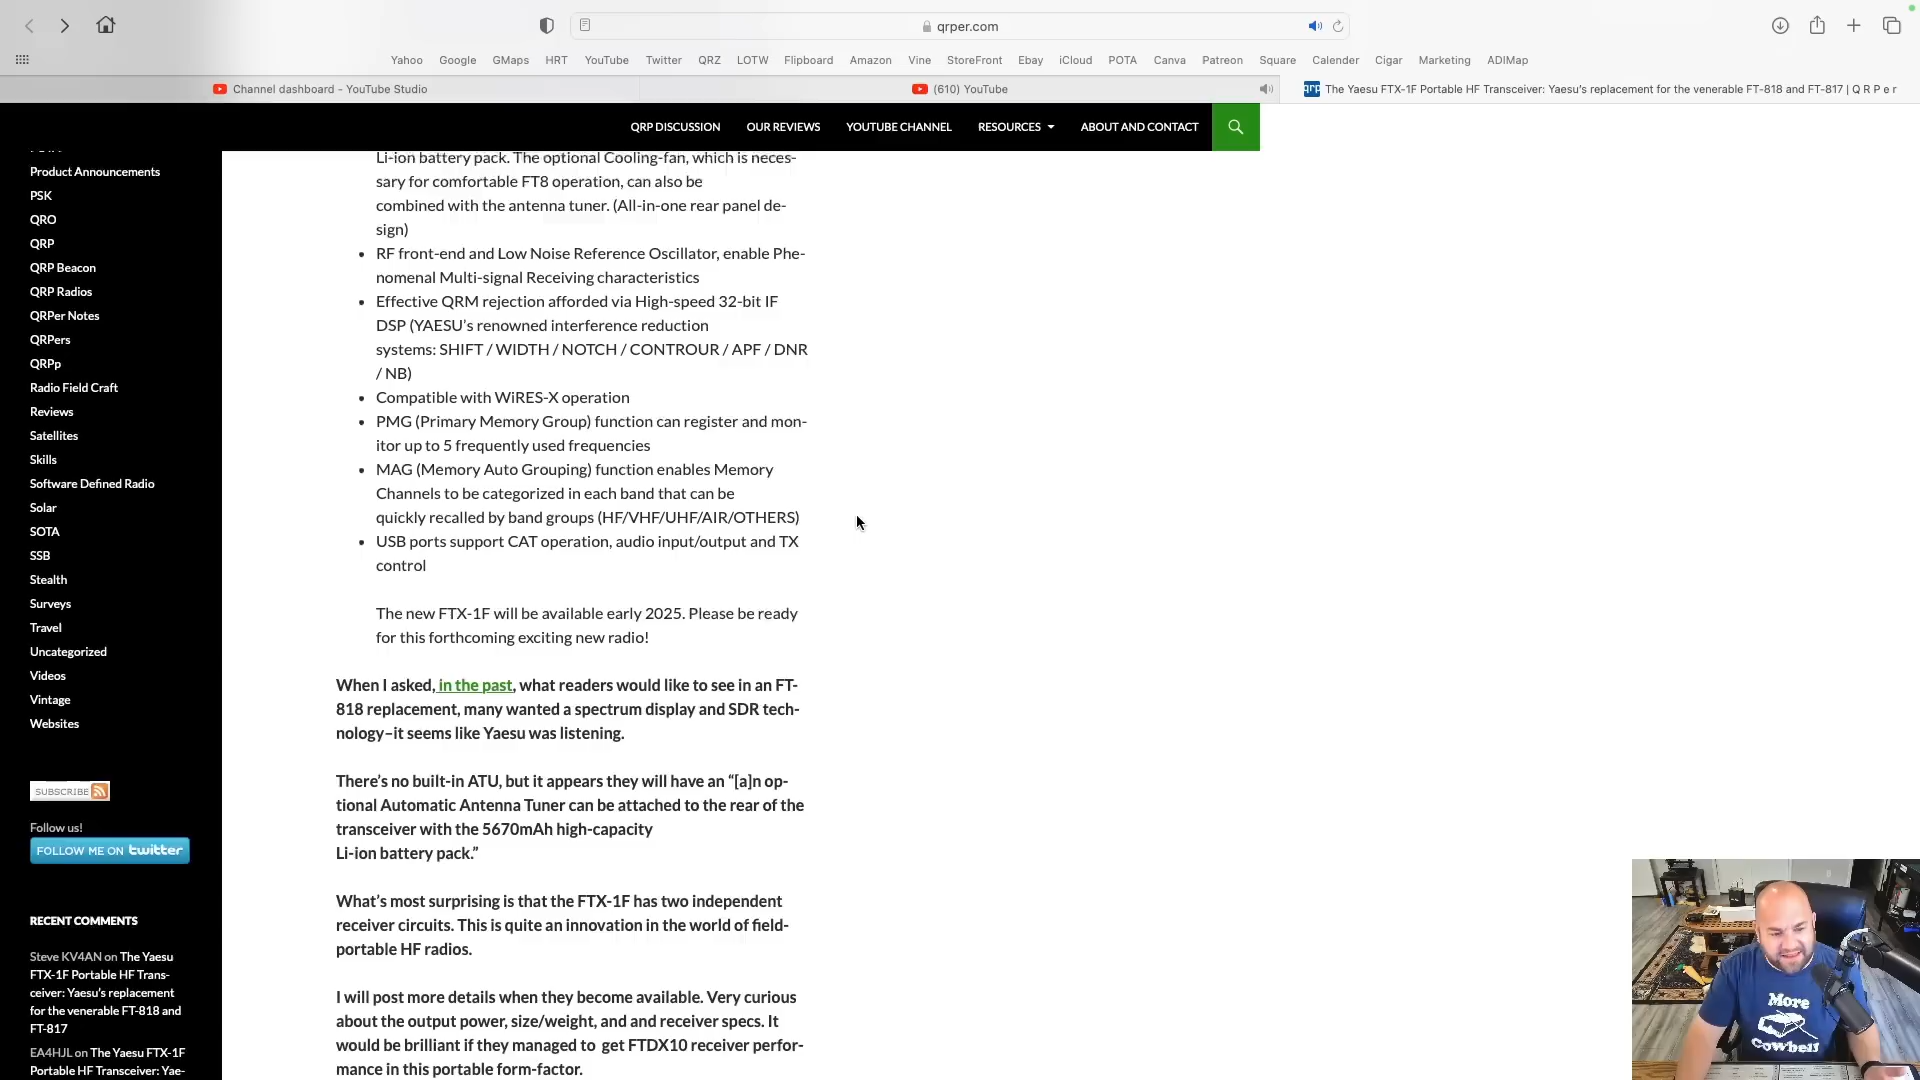 qrper.com
Yahoo Google GMaps HRT YouTube Twitter QRZ LOTW Flipboard Amazon Vine StoreFront Ebay iCloud POTA Canva Patreon Square Calender Cigar Marketing ADIMap
Channel dashboard - YouTube Studio
(610) YouTube
qrp The Yaesu FTX-1F Portable HF Transceiver: Yaesu's replacement for the venerable FT-818 and FT-817 | Q R P e r
QRP DISCUSSION OUR REVIEWS YOUTUBE CHANNEL RESOURCES ABOUT AND CONTACT
Product Announcements
PSK
QRO
QRP
QRP Beacon
QRP Radios
QRPer Notes
QRPers
QRPp
Radio Field Craft
Reviews
Satellites
Skills
Software Defined Radio
Solar
SOTA
SSB
Stealth
Surveys
Travel
Uncategorized
Videos
Vintage
Websites
SUBSCRIBE
Follow us!
FOLLOW ME ON twitter
RECENT COMMENTS
Steve KV4AN on The Yaesu
FTX-1F Portable HF Trans-
ceiver: Yaesu's replacement
for the venerable FT-818 and
FT-817
EA4HJL on The Yaesu FTX-1F
Portable HF Transceiver: Yae-
Li-ion battery pack. The optional Cooling-fan, which is neces-
sary for comfortable FT8 operation, can also be
combined with the antenna tuner. (All-in-one rear panel de-
sign)
• RF front-end and Low Noise Reference Oscillator, enable Phe-
nomenal Multi-signal Receiving characteristics
• Effective QRM rejection afforded via High-speed 32-bit IF
DSP (YAESU's renowned interference reduction
systems: SHIFT / WIDTH / NOTCH / CONTROUR / APF / DNR
/ NB)
• Compatible with WiRES-X operation
• PMG (Primary Memory Group) function can register and mon-
itor up to 5 frequently used frequencies
• MAG (Memory Auto Grouping) function enables Memory
Channels to be categorized in each band that can be
quickly recalled by band groups (HF/VHF/UHF/AIR/OTHERS)
• USB ports support CAT operation, audio input/output and TX
control
The new FTX-1F will be available early 2025. Please be ready
for this forthcoming exciting new radio!
When I asked, in the past, what readers would like to see in an FT-
818 replacement, many wanted a spectrum display and SDR tech-
nology–it seems like Yaesu was listening.
There's no built-in ATU, but it appears they will have an “[a]n op-
tional Automatic Antenna Tuner can be attached to the rear of the
transceiver with the 5670mAh high-capacity
Li-ion battery pack.”
What's most surprising is that the FTX-1F has two independent
receiver circuits. This is quite an innovation in the world of field-
portable HF radios.
I will post more details when they become available. Very curious
about the output power, size/weight, and and receiver specs. It
would be brilliant if they managed to get FTDX10 receiver perfor-
mance in this portable form-factor.
More
Cowbell